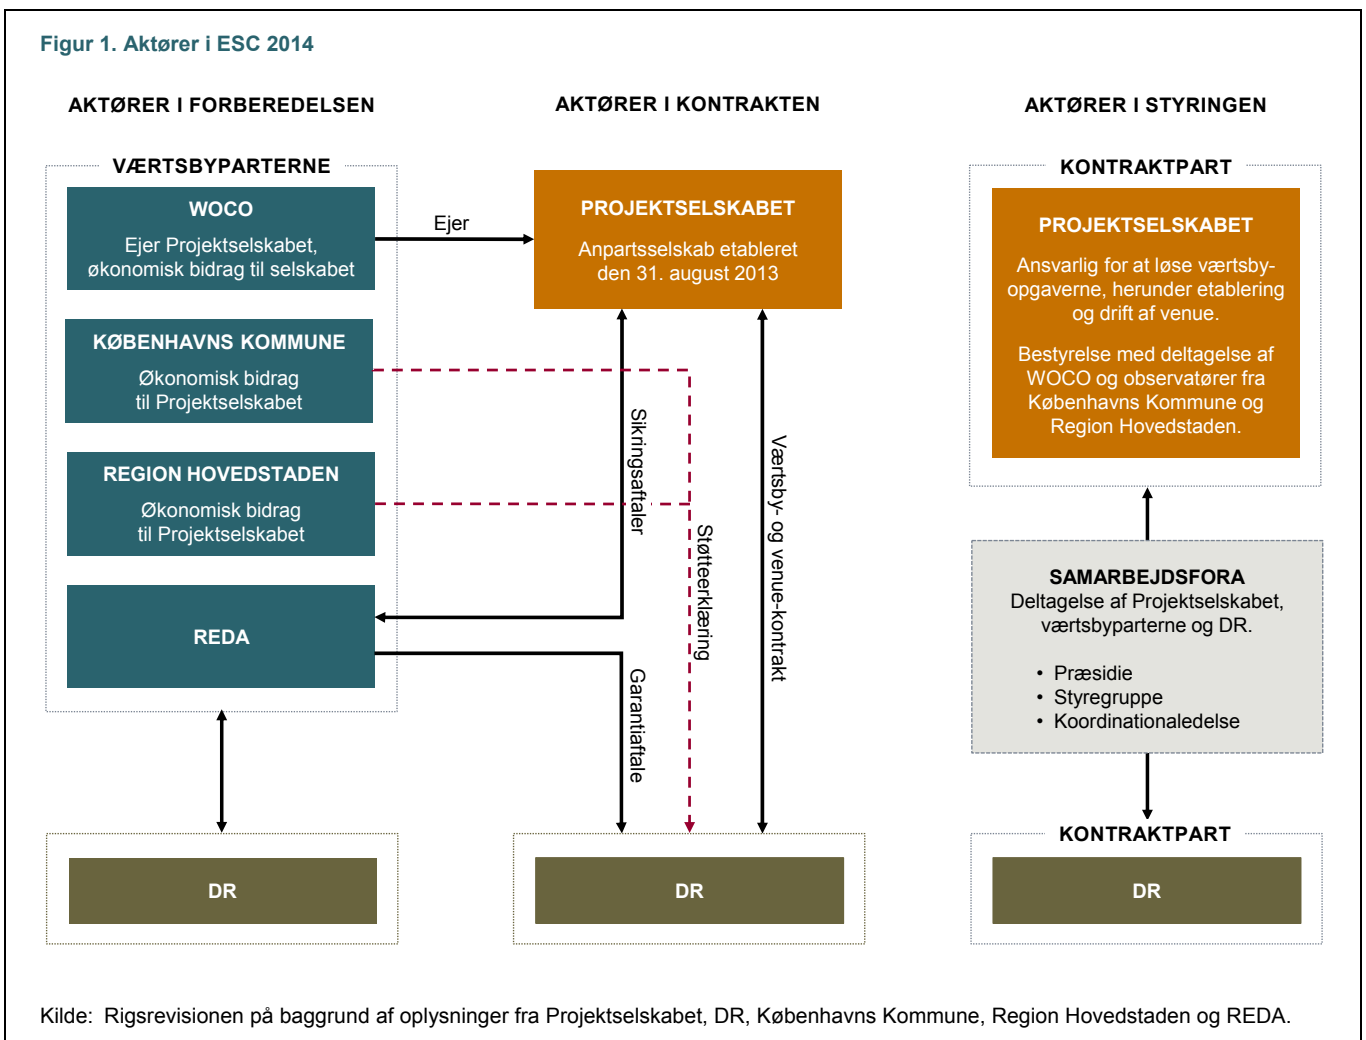 Figur 1. Aktører i ESC 2014
AKTØRER I FORBEREDELSEN
VÆRTSBYPARTERNE
WOCO
Ejer Projektselskabet,
økonomisk bidrag til selskabet
KØBENHAVNS KOMMUNE
Økonomisk bidrag
til Projektselskabet
REGION HOVEDSTADEN
Økonomisk bidrag
til Projektselskabet
REDA
DR
AKTØRER I KONTRAKTEN
Ejer
PROJEKTSELSKABET
Anpartsselskab etableret
den 31. august 2013
Sikringsaftaler
Støtteerklæring
Værtsby- og venue-kontrakt
Garantiaftale
DR
AKTØRER I STYRINGEN
KONTRAKTPART
PROJEKTSELSKABET
Ansvarlig for at løse værtsby-
opgaverne, herunder etablering
og drift af venue.
Bestyrelse med deltagelse af
WOCO og observatører fra
Københavns Kommune og
Region Hovedstaden.
SAMARBEJDSFORA
Deltagelse af Projektselskabet,
værtsbyparterne og DR.
• Præsidie
• Styregruppe
• Koordinationaledelse
KONTRAKTPART
DR
Kilde: Rigsrevisionen på baggrund af oplysninger fra Projektselskabet, DR, Københavns Kommune, Region Hovedstaden og REDA.